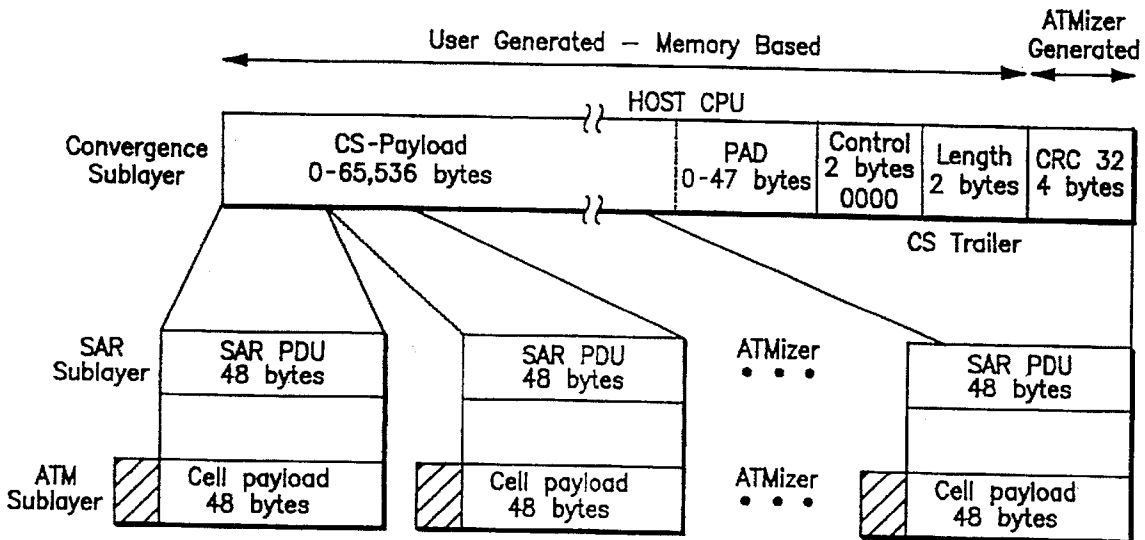 User Generated – Memory Based
ATMizer
Generated
HOST CPU
Convergence
Sublayer
CS-Payload
0-65,536 bytes
PAD
0-47 bytes
Control
2 bytes
0000
Length
2 bytes
CRC 32
4 bytes
CS Trailer
SAR
Sublayer
SAR PDU
48 bytes
SAR PDU
48 bytes
ATMizer
• • •
SAR PDU
48 bytes
ATM
Sublayer
Cell payload
48 bytes
Cell payload
48 bytes
ATMizer
• • •
Cell payload
48 bytes